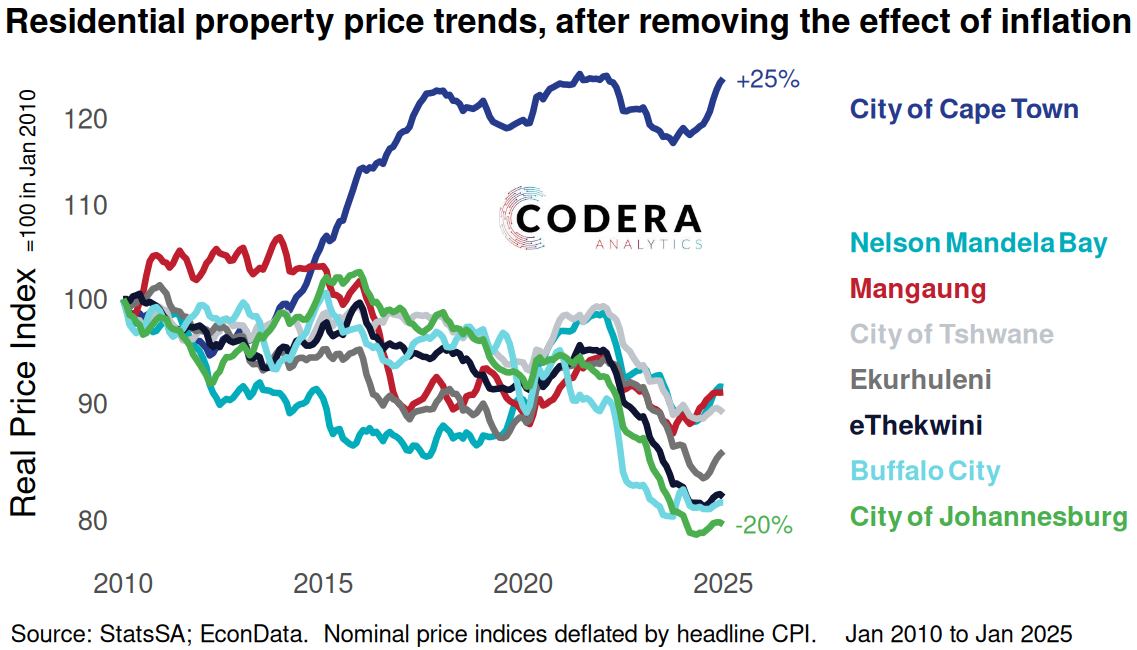 Residential property price trends, after removing the effect of inflation
Real Price Index =100 in Jan 2010
120
110
100
90
80
2010
2015
2020
2025
+25%
-20%
CODERA
ANALYTICS
City of Cape Town
Nelson Mandela Bay
Mangaung
City of Tshwane
Ekurhuleni
eThekwini
Buffalo City
City of Johannesburg
Source: StatsSA; EconData. Nominal price indices deflated by headline CPI. Jan 2010 to Jan 2025